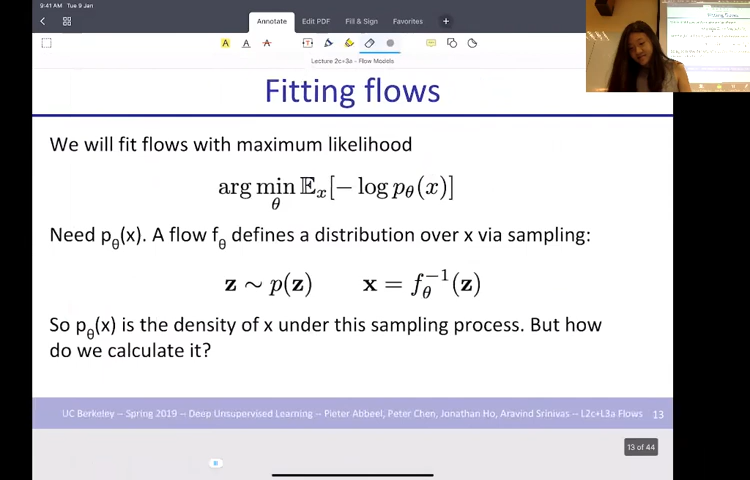 9:41 AM Tue 9 Jan
Annotate Edit PDF Fill & Sign Favorites +
A A A T
Lecture 2c+3a – Flow Models
Fitting flows
We will fit flows with maximum likelihood
arg min_θ 𝔼_x[− log p_θ(x)]
Need p_θ(x). A flow f_θ defines a distribution over x via sampling:
z ∼ p(z) x = f_θ^{−1}(z)
So p_θ(x) is the density of x under this sampling process. But how
do we calculate it?
UC Berkeley -- Spring 2019 -- Deep Unsupervised Learning -- Pieter Abbeel, Peter Chen, Jonathan Ho, Aravind Srinivas -- L2c+L3a Flows 13
13 of 44